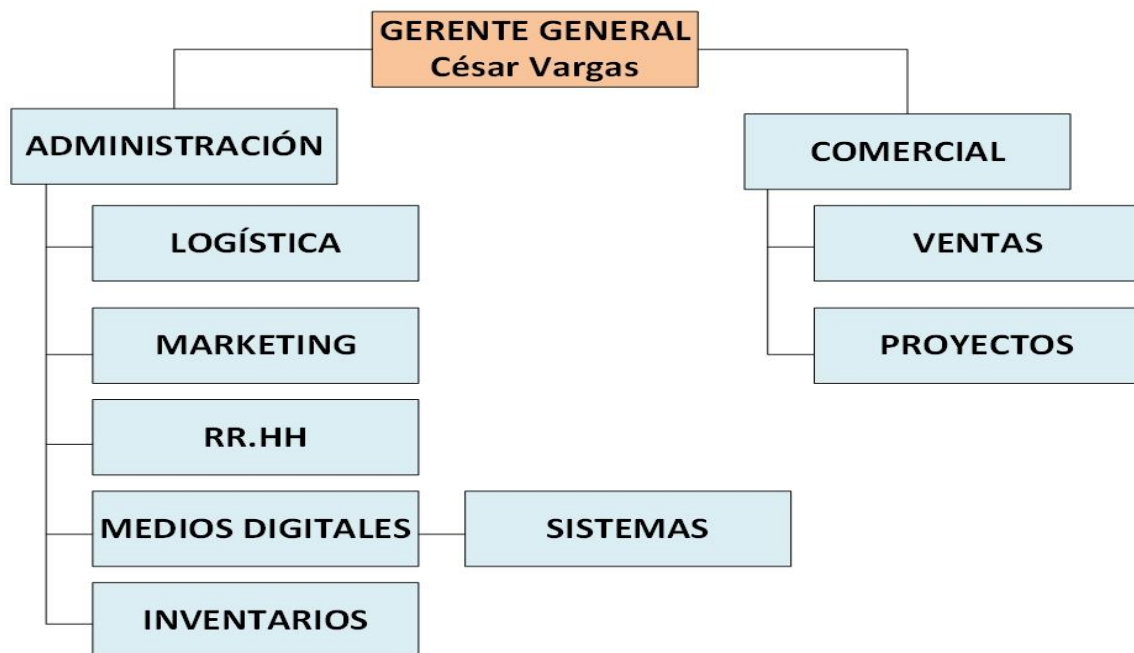 GERENTE GENERAL
César Vargas
ADMINISTRACIÓN
COMERCIAL
LOGÍSTICA
VENTAS
MARKETING
PROYECTOS
RR.HH
MEDIOS DIGITALES
SISTEMAS
INVENTARIOS